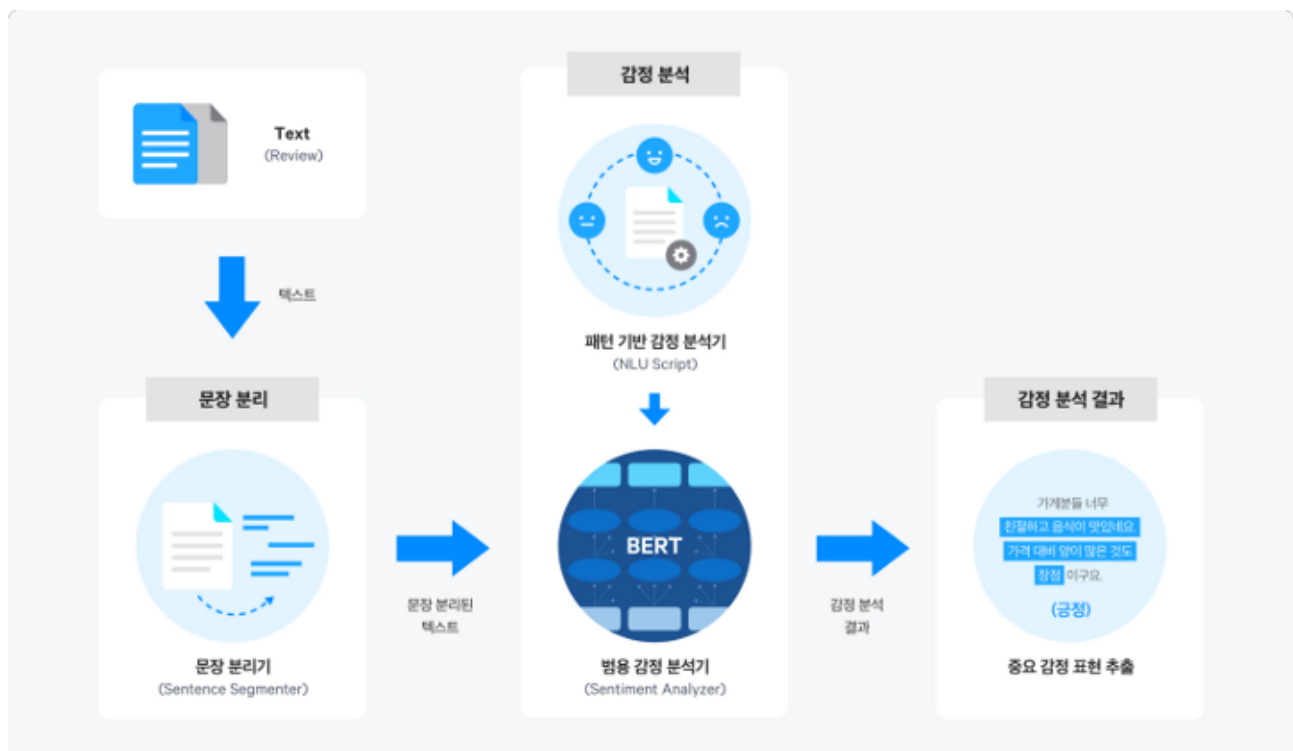 Text
(Review)
텍스트
문장 분리
문장 분리기
(Sentence Segmenter)
문장 분리된
텍스트
감정 분석
패턴 기반 감정 분석기
(NLU Script)
BERT
범용 감정 분석기
(Sentiment Analyzer)
감정 분석
결과
감정 분석 결과
가게분들 너무
친절하고 음식이 맛있네요.
가격 대비 양이 많은 것도
장점 이구요.
(긍정)
중요 감정 표현 추출